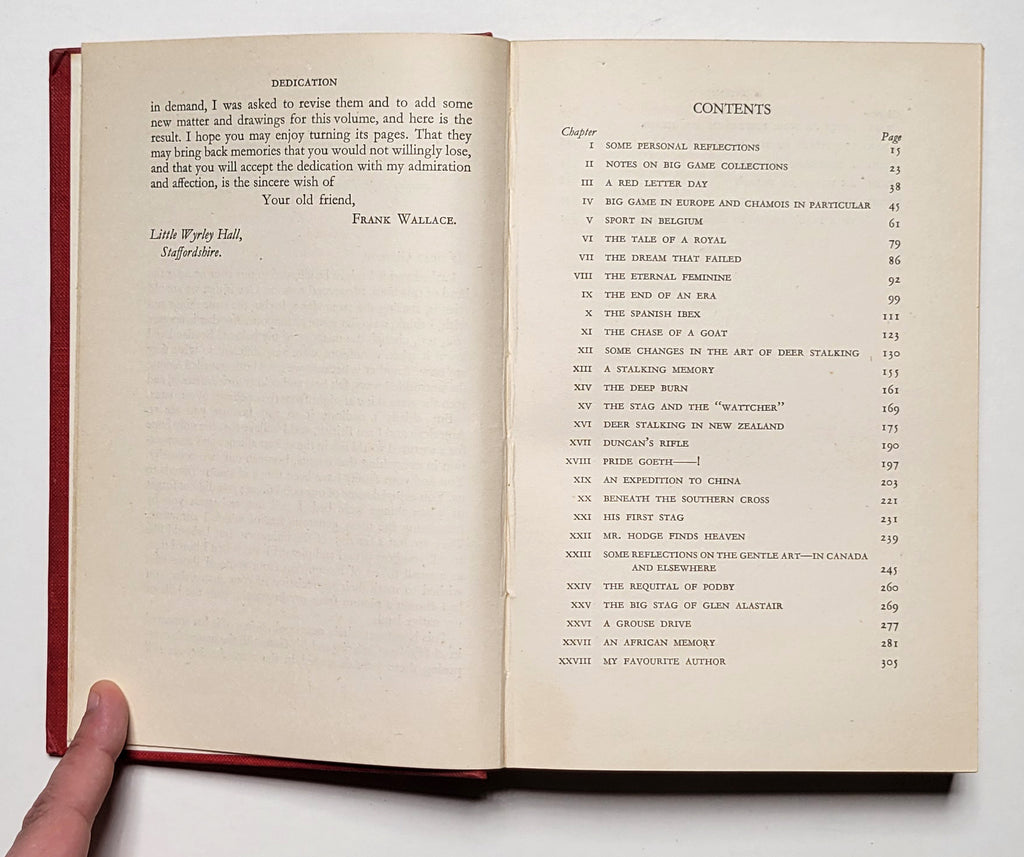 DEDICATION
in demand, I was asked to revise them and to add some
new matter and drawings for this volume, and here is the
result. I hope you may enjoy turning its pages. That they
may bring back memories that you would not willingly lose,
and that you will accept the dedication with my admiration
and affection, is the sincere wish of
Your old friend,
FRANK WALLACE.
Little Wyrley Hall,
Staffordshire.
CONTENTS
Chapter Page
I SOME PERSONAL REFLECTIONS 15
II NOTES ON BIG GAME COLLECTIONS 23
III A RED LETTER DAY 38
IV BIG GAME IN EUROPE AND CHAMOIS IN PARTICULAR 45
V SPORT IN BELGIUM 61
VI THE TALE OF A ROYAL 79
VII THE DREAM THAT FAILED 86
VIII THE ETERNAL FEMININE 92
IX THE END OF AN ERA 99
X THE SPANISH IBEX 111
XI THE CHASE OF A GOAT 123
XII SOME CHANGES IN THE ART OF DEER STALKING 130
XIII A STALKING MEMORY 155
XIV THE DEEP BURN 161
XV THE STAG AND THE "WATTCHER" 169
XVI DEER STALKING IN NEW ZEALAND 175
XVII DUNCAN'S RIFLE 190
XVIII PRIDE GOETH——! 197
XIX AN EXPEDITION TO CHINA 203
XX BENEATH THE SOUTHERN CROSS 221
XXI HIS FIRST STAG 231
XXII MR. HODGE FINDS HEAVEN 239
XXIII SOME REFLECTIONS ON THE GENTLE ART—IN CANADA
AND ELSEWHERE 245
XXIV THE REQUITAL OF PODBY 260
XXV THE BIG STAG OF GLEN ALASTAIR 269
XXVI A GROUSE DRIVE 277
XXVII AN AFRICAN MEMORY 281
XXVIII MY FAVOURITE AUTHOR 305